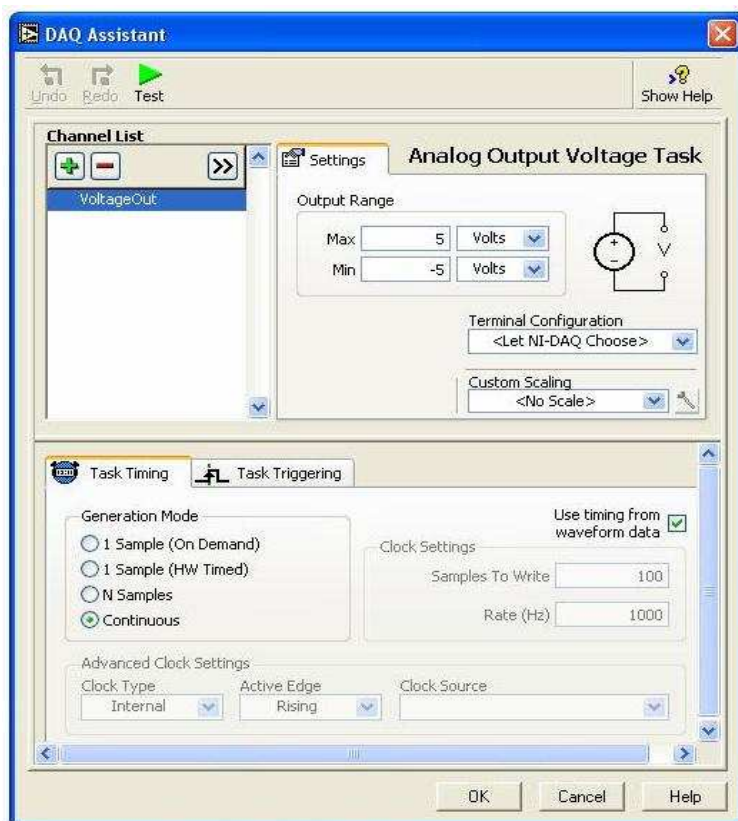 DAQ Assistant
Undo Redo Test
Show Help
Channel List
VoltageOut
Settings
Analog Output Voltage Task
Output Range
Max 5 Volts
Min -5 Volts
Terminal Configuration
<Let NI-DAQ Choose>
Custom Scaling
<No Scale>
Task Timing
Task Triggering
Generation Mode
1 Sample (On Demand)
1 Sample (HW Timed)
N Samples
Continuous
Use timing from
waveform data
Clock Settings
Samples To Write 100
Rate (Hz) 1000
Advanced Clock Settings
Clock Type Active Edge Clock Source
Internal Rising
OK Cancel Help